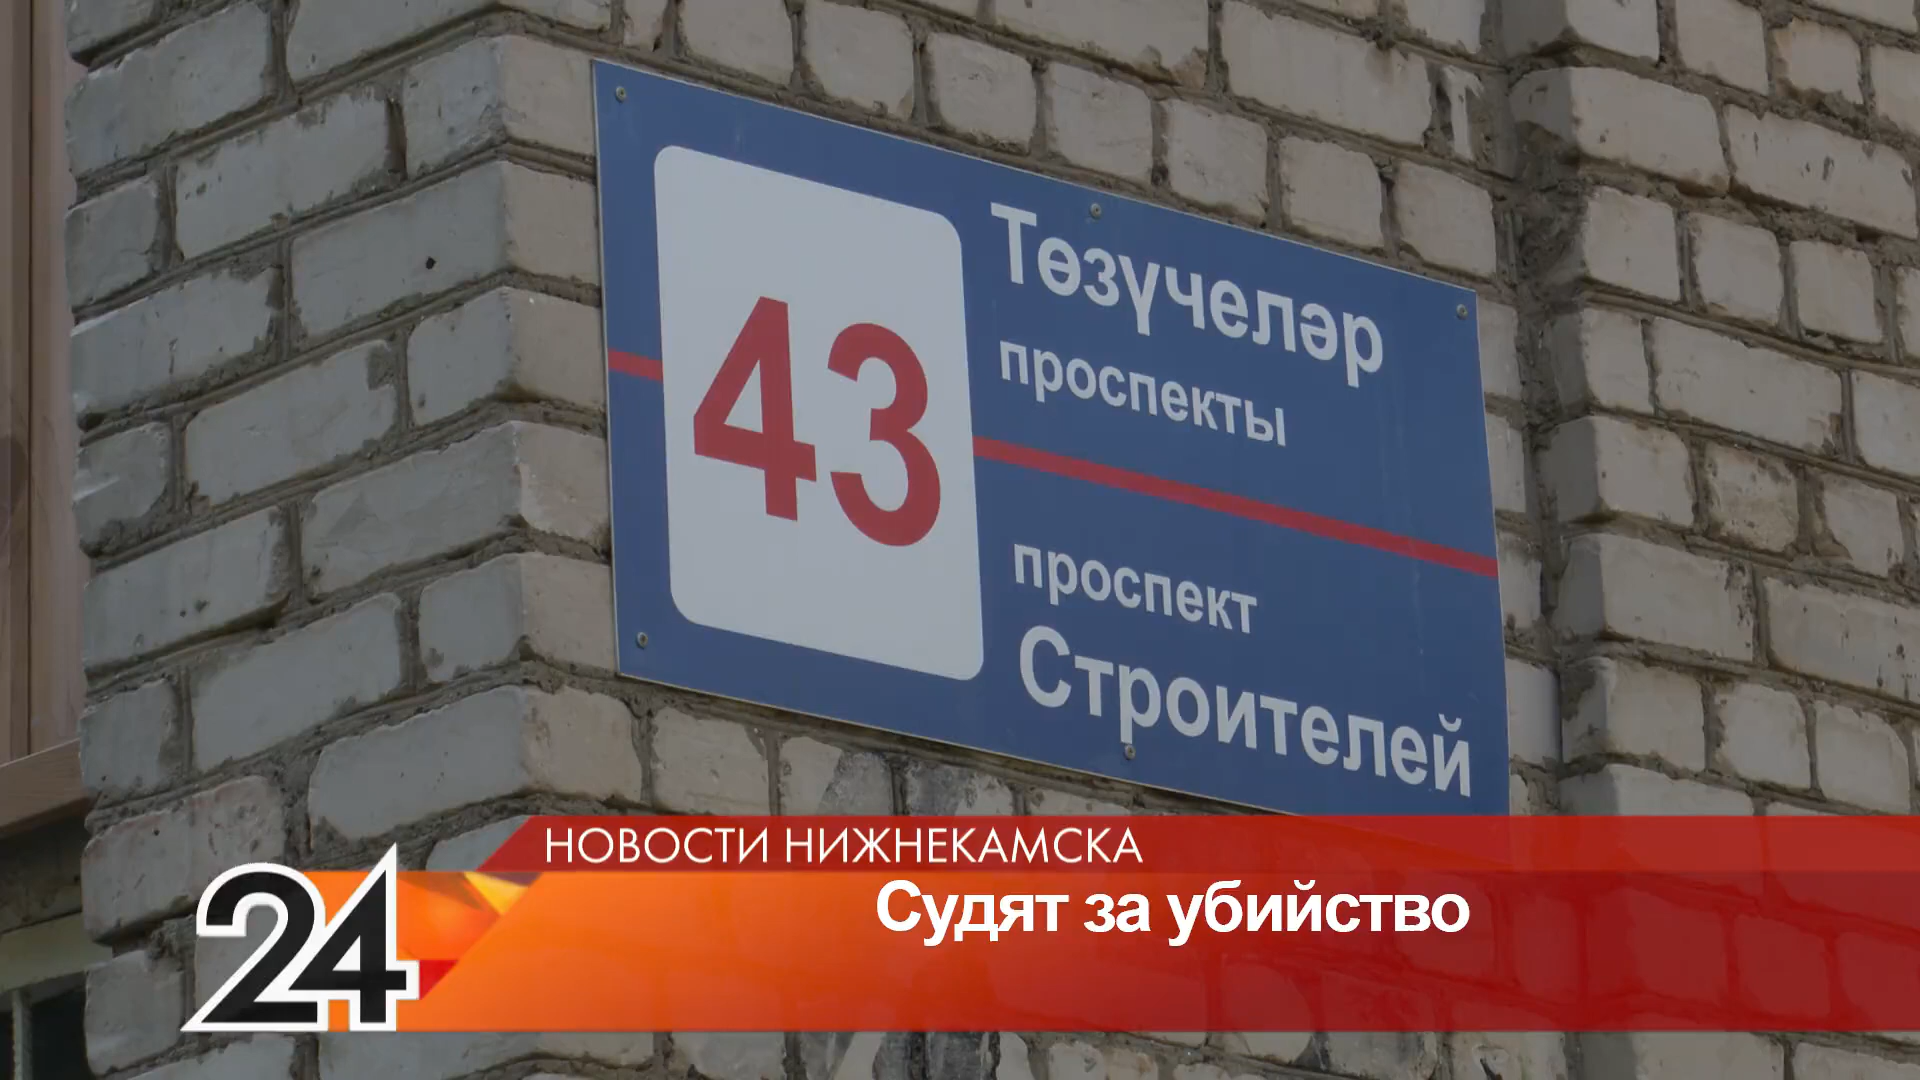 43
Төзүчеләр
проспекты
проспект
Строителей
НОВОСТИ НИЖНЕКАМСКА
24
Судят за убийство